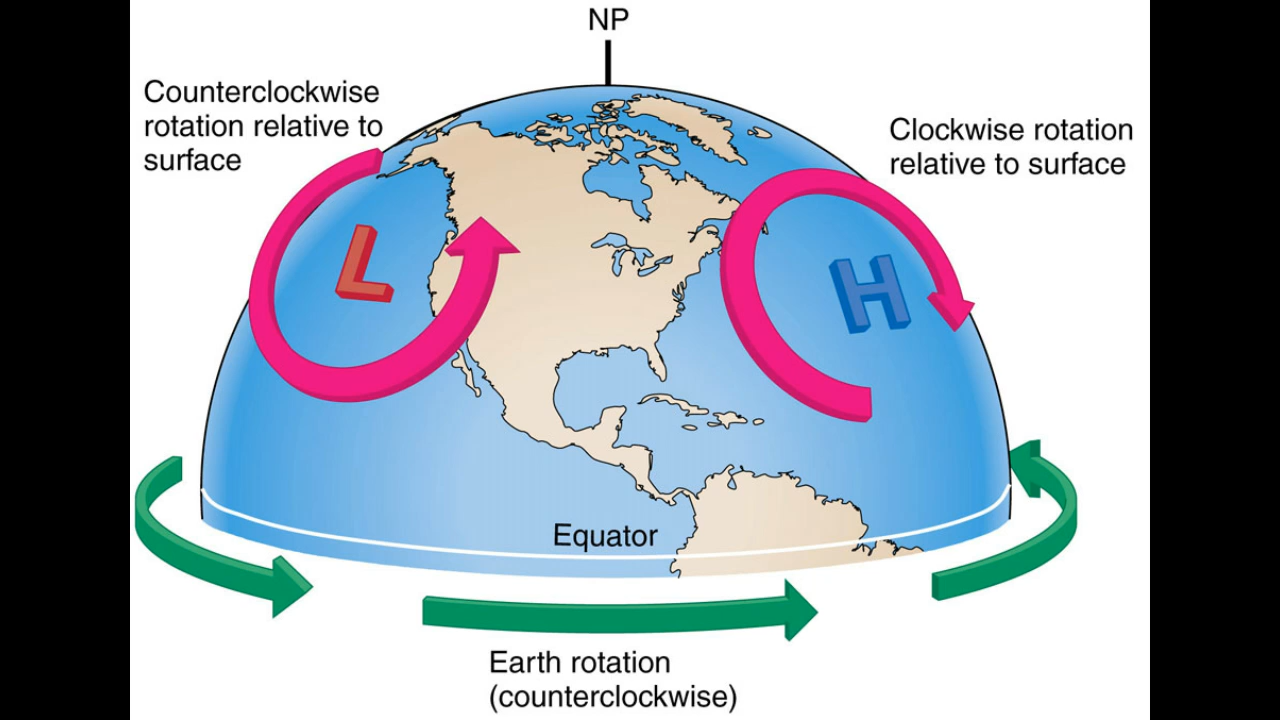 NP
Counterclockwise
rotation relative to
surface
Clockwise rotation
relative to surface
L
H
Equator
Earth rotation
(counterclockwise)